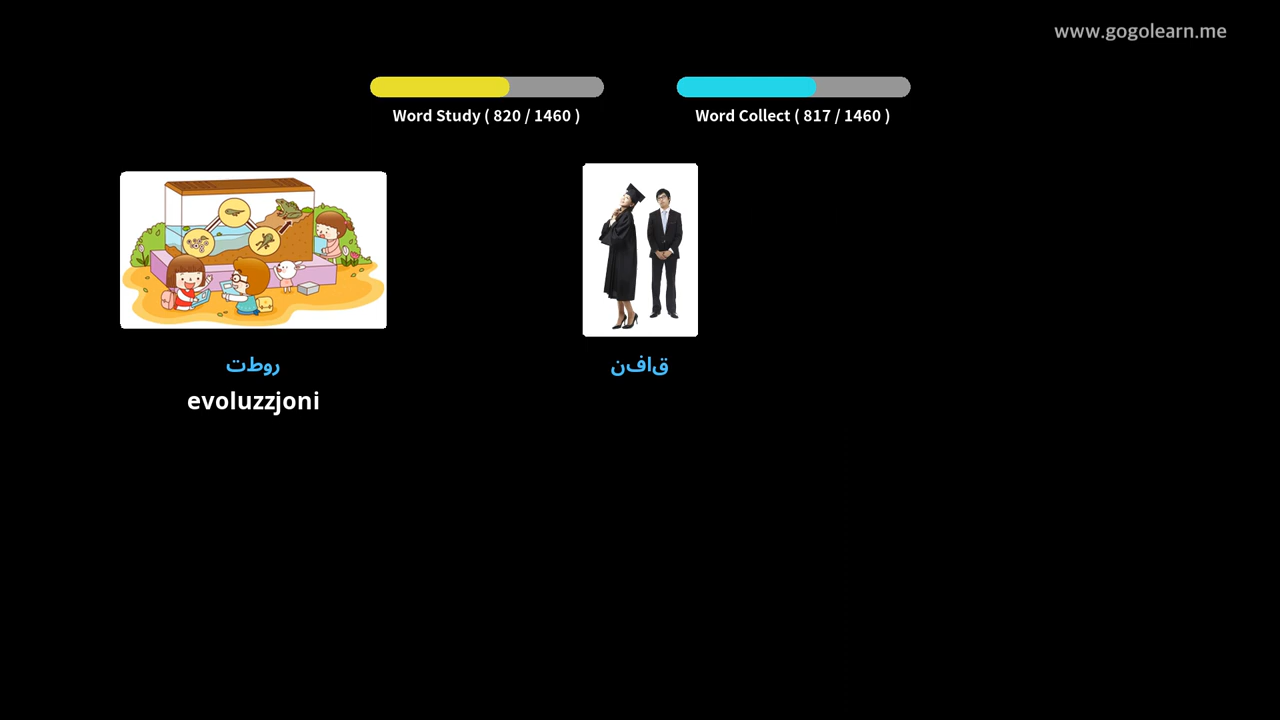 www.gogolearn.me
Word Study ( 820 / 1460 )
Word Collect ( 817 / 1460 )
روطت
evoluzzjoni
قافن